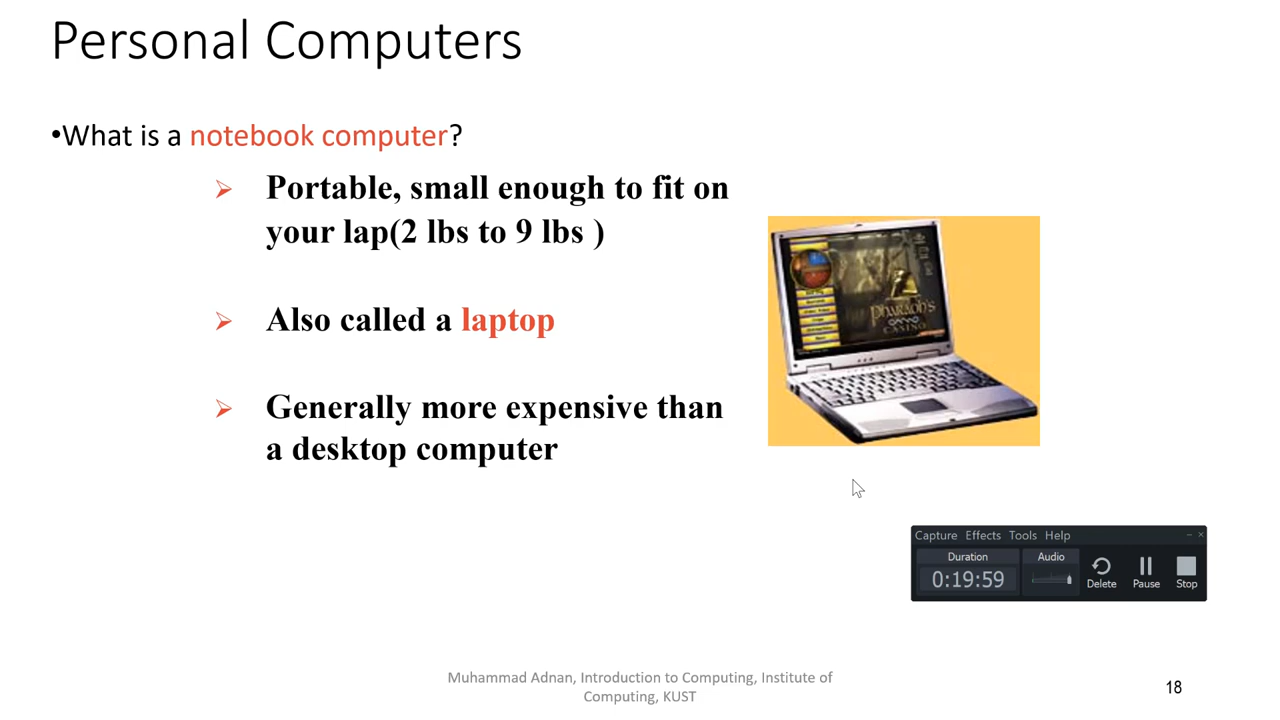 Personal Computers
•What is a notebook computer?
Portable, small enough to fit on
your lap(2 lbs to 9 lbs )
Also called a laptop
Generally more expensive than
a desktop computer
PHARAOH'S
CASINO
Capture Effects Tools Help
Duration
Audio
0:19:59
Delete
Pause
Stop
Muhammad Adnan, Introduction to Computing, Institute of
Computing, KUST
18